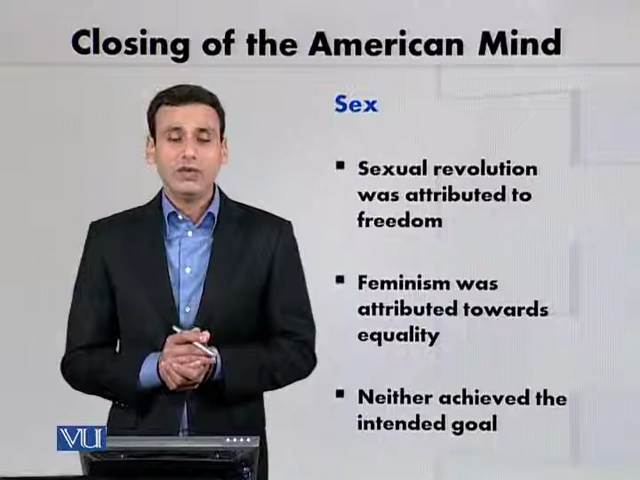 Closing of the American Mind
Sex
▪ Sexual revolution
was attributed to
freedom
▪ Feminism was
attributed towards
equality
▪ Neither achieved the
intended goal
VU